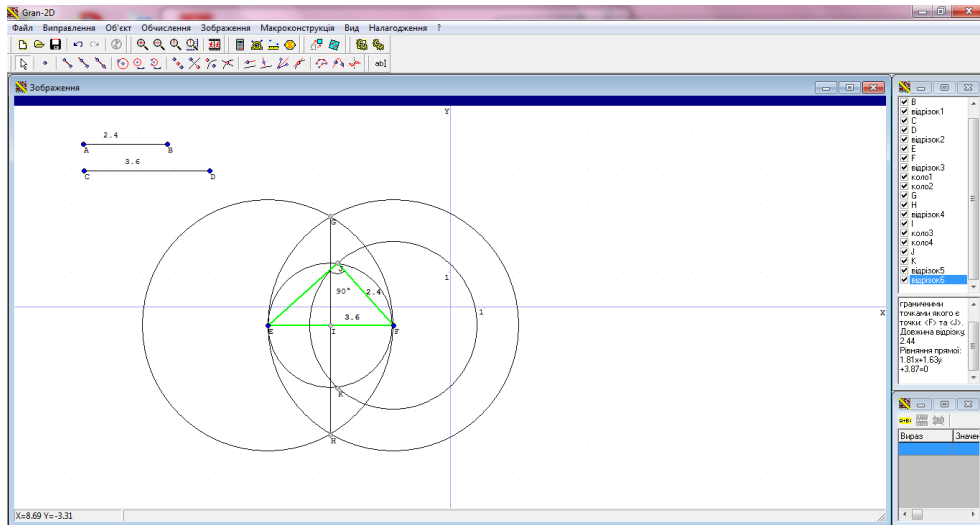 Gran-2D
Файл Виправлення Об'єкт Обчислення Зображення Макроконструкція Вид Налагодження ?
abI
Зображення
Y
2.4
A B
3.6
C D
G
J
90° 2.4
1
3.6
1
X
E I F
K
H
B
відрізок1
C
D
відрізок2
E
F
відрізок3
коло1
коло2
G
H
відрізок4
I
коло3
коло4
J
K
відрізок5
відрізок6
граничними
точками якого є
точки: <F> та <J>.
Довжина відрізку:
2.44
Рівняння прямої:
1.81x+1.63y
+3.87=0
Вираз Значен
X=8.69 Y=-3.31